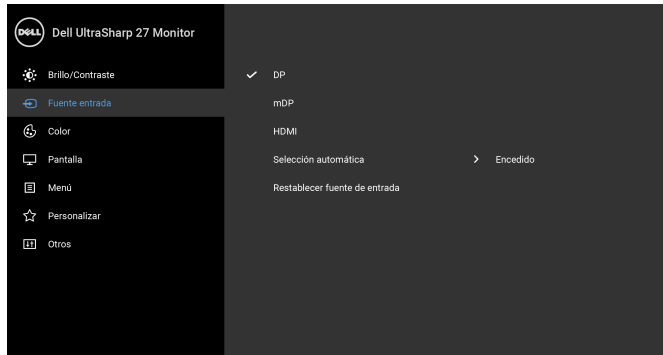 DELL Dell UltraSharp 27 Monitor
Brillo/Contraste
Fuente entrada
Color
Pantalla
Menú
Personalizar
Otros
DP
mDP
HDMI
Selección automática Encedido
Restablecer fuente de entrada